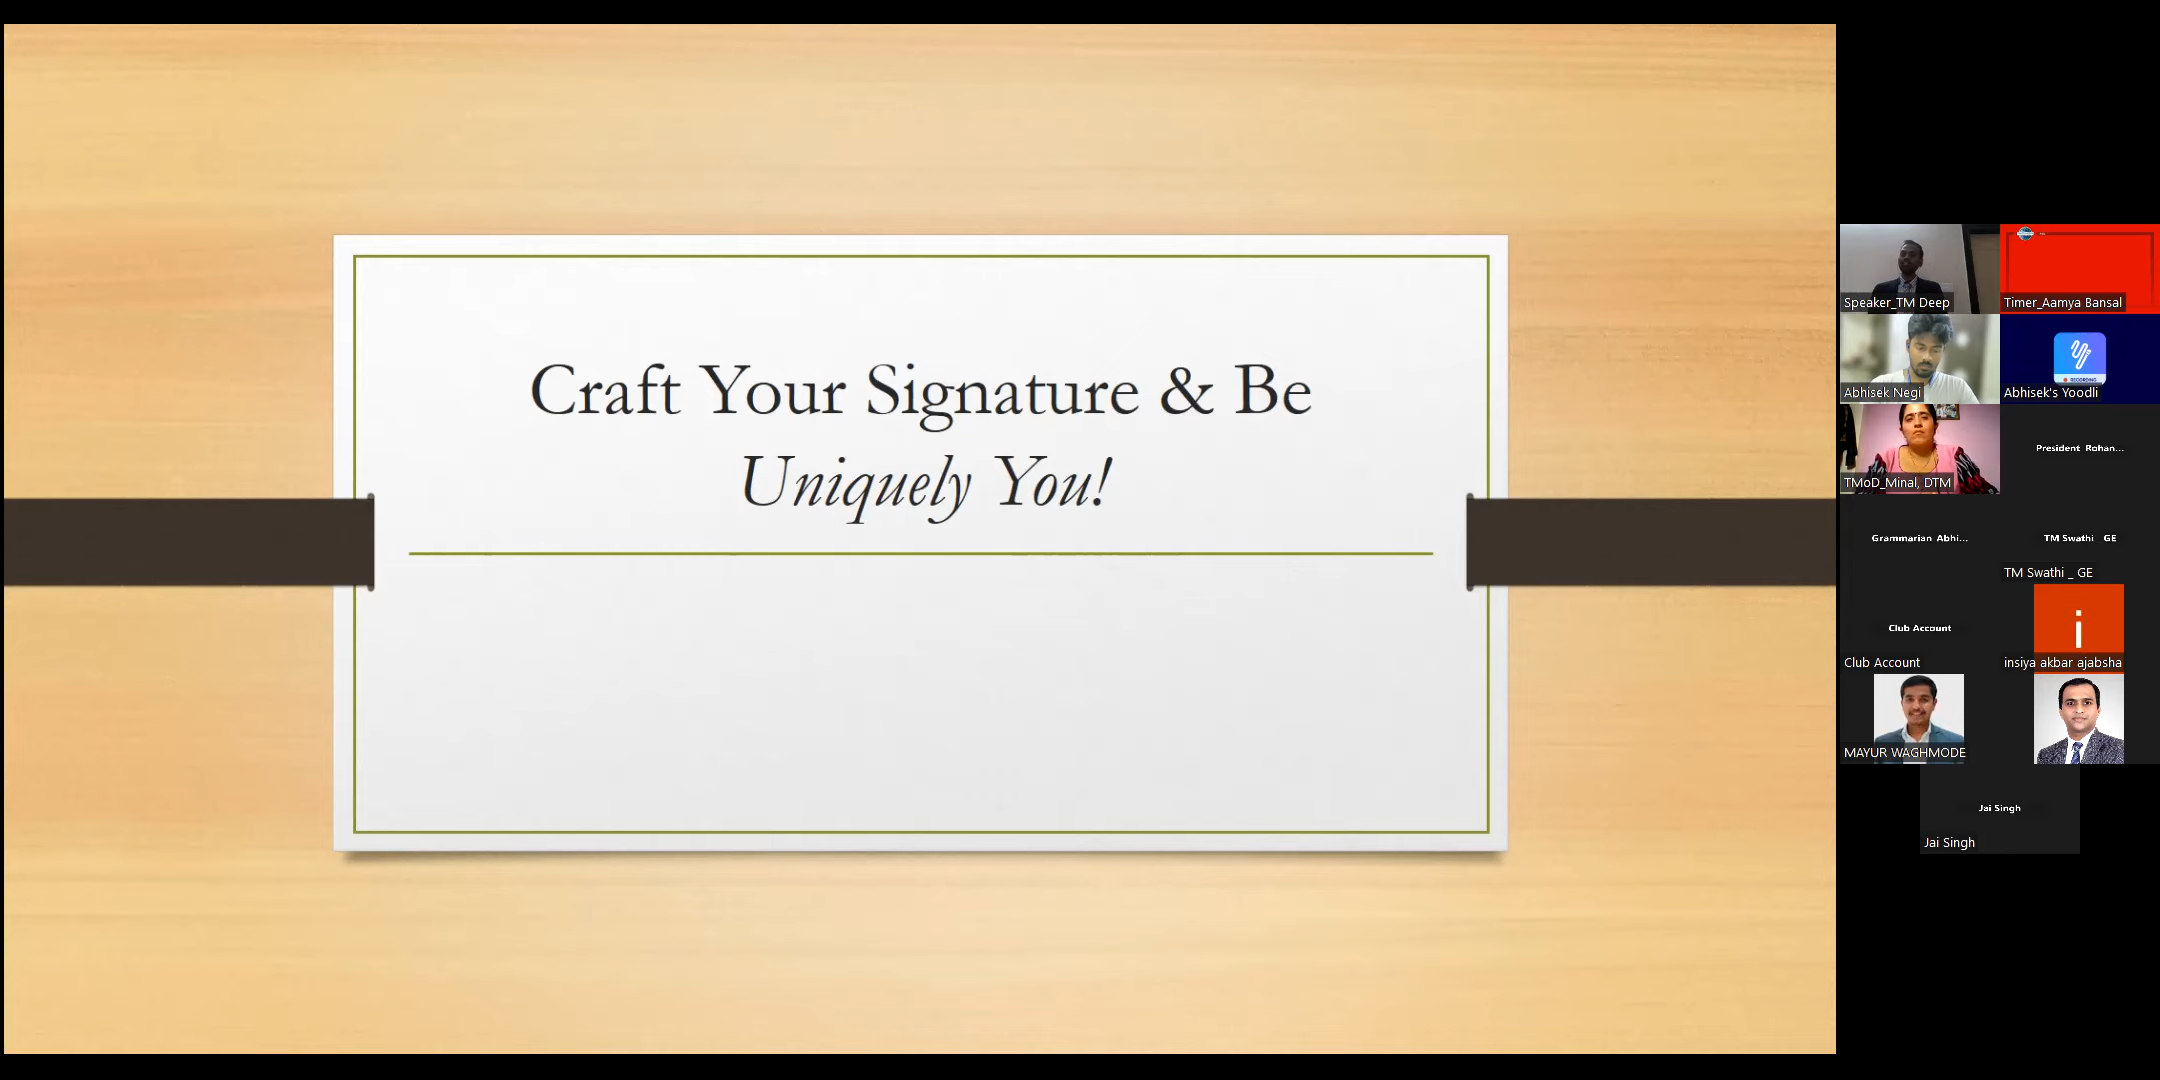 Craft Your Signature & Be
Uniquely You!
Speaker_TM Deep
Timer_Aamya Bansal
Abhisek Negi
RECORDING
Abhisek's Yoodli
TMoD_Minal, DTM
President Rohan...
Grammarian Abhi...
TM Swathi GE
TM Swathi _ GE
Club Account
Club Account
i
insiya akbar ajabsha
MAYUR WAGHMODE
Jai Singh
Jai Singh